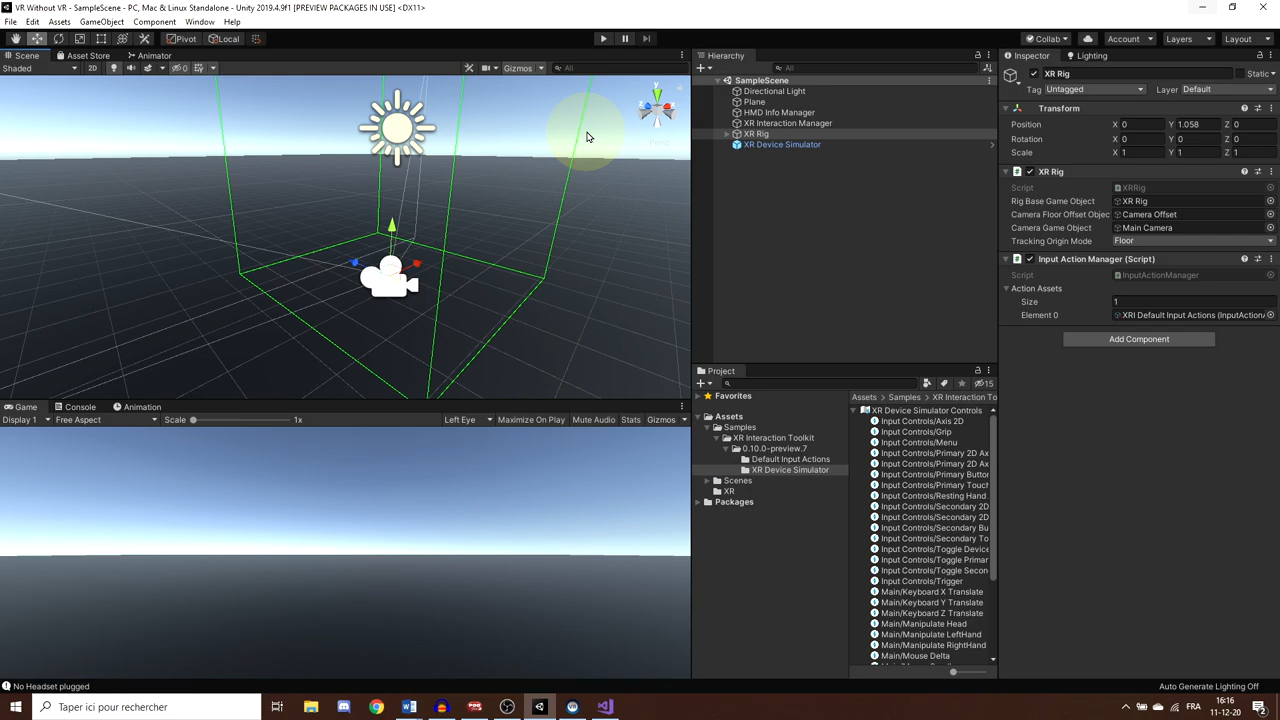 VR Without VR - SampleScene - PC, Mac & Linux Standalone - Unity 2019.4.9f1 [PREVIEW PACKAGES IN USE] <DX11>
File Edit Assets GameObject Component Window Help
Pivot Local Collab Account Layers Layout
Scene Asset Store Animator
Shaded 2D 0 Gizmos All
Persp
Game Console Animation
Display 1 Free Aspect Scale 1x Left Eye Maximize On Play Mute Audio Stats Gizmos
Hierarchy
All
SampleScene
Directional Light
Plane
HMD Info Manager
XR Interaction Manager
XR Rig
XR Device Simulator
Project
15
Favorites
Assets
Samples
XR Interaction Toolkit
0.10.0-preview.7
Default Input Actions
XR Device Simulator
Scenes
XR
Packages
Assets Samples XR Interaction To
XR Device Simulator Controls
Input Controls/Axis 2D
Input Controls/Grip
Input Controls/Menu
Input Controls/Primary 2D Ax
Input Controls/Primary 2D Ax
Input Controls/Primary Button
Input Controls/Primary Touch
Input Controls/Resting Hand
Input Controls/Secondary 2D
Input Controls/Secondary 2D
Input Controls/Secondary Bu
Input Controls/Secondary To
Input Controls/Toggle Device
Input Controls/Toggle Primar
Input Controls/Toggle Secon
Input Controls/Trigger
Main/Keyboard X Translate
Main/Keyboard Y Translate
Main/Keyboard Z Translate
Main/Manipulate Head
Main/Manipulate LeftHand
Main/Manipulate RightHand
Main/Mouse Delta
Inspector Lighting
XR Rig Static
Tag Untagged Layer Default
Transform
Position X 0 Y 1.058 Z 0
Rotation X 0 Y 0 Z 0
Scale X 1 Y 1 Z 1
XR Rig
Script XRRig
Rig Base Game Object XR Rig
Camera Floor Offset Objec Camera Offset
Camera Game Object Main Camera
Tracking Origin Mode Floor
Input Action Manager (Script)
Script InputActionManager
Action Assets
Size 1
Element 0 XRI Default Input Actions (InputAction
Add Component
No Headset plugged
Auto Generate Lighting Off
Taper ici pour rechercher
FRA
16:16
11-12-20